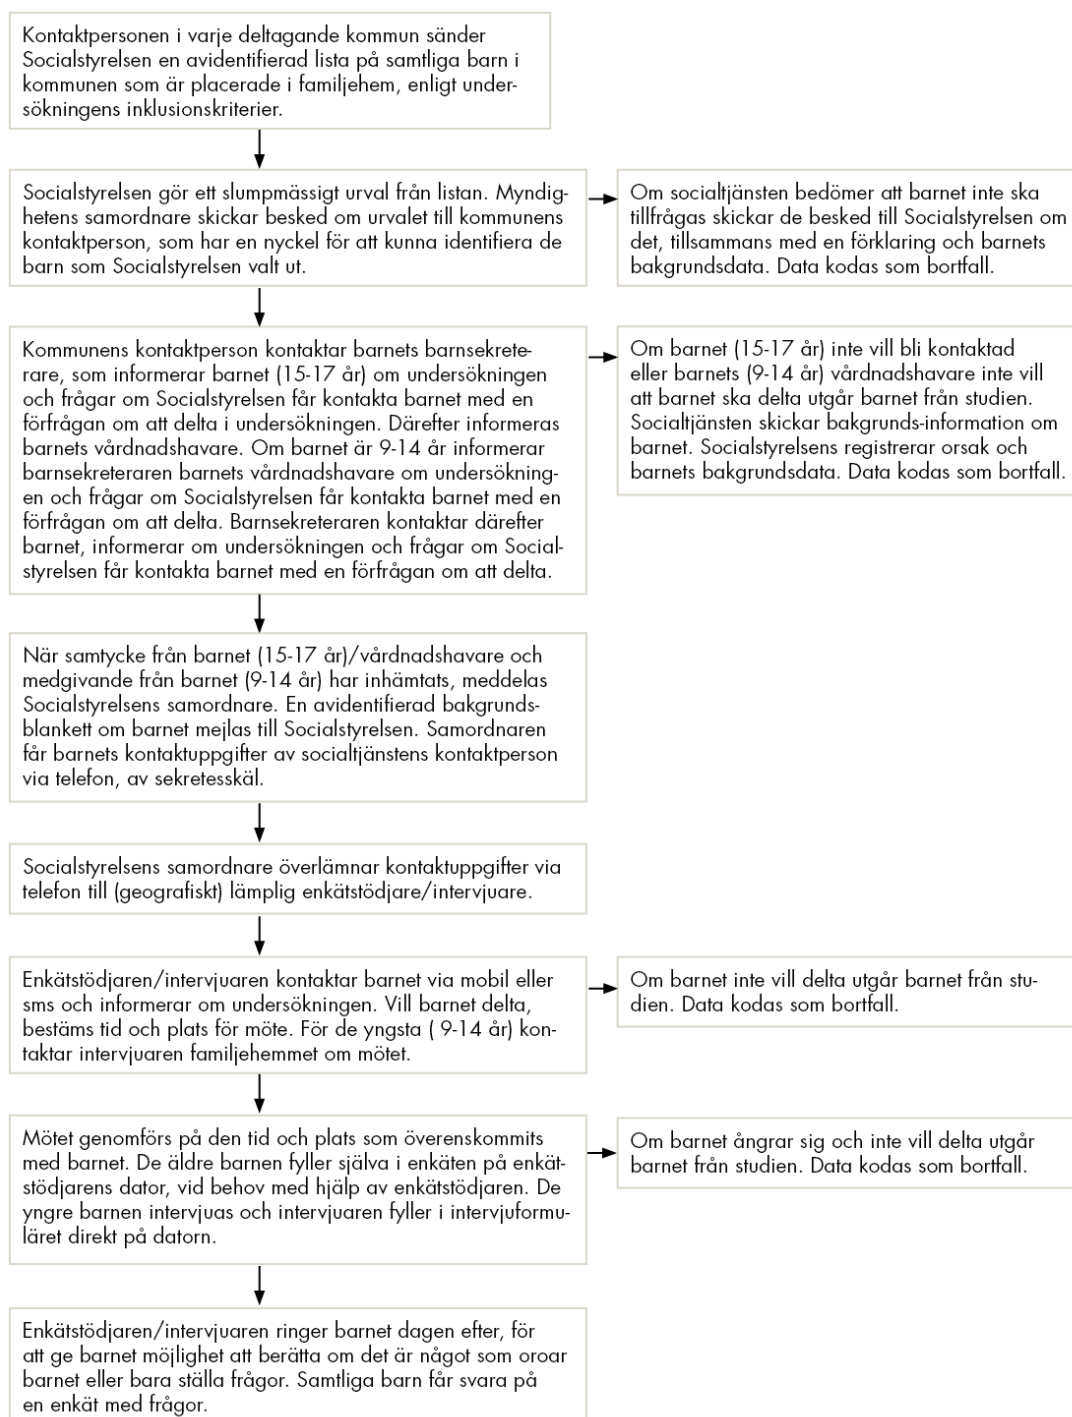 Kontaktpersonen i varje deltagande kommun sänder
Socialstyrelsen en avidentifierad lista på samtliga barn i
kommunen som är placerade i familjehem, enligt under-
sökningens inklusionskriterier.
Socialstyrelsen gör ett slumpmässigt urval från listan. Myndig-
hetens samordnare skickar besked om urvalet till kommunens
kontaktperson, som har en nyckel för att kunna identifiera de
barn som Socialstyrelsen valt ut.
Om socialtjänsten bedömer att barnet inte ska
tillfrågas skickar de besked till Socialstyrelsen om
det, tillsammans med en förklaring och barnets
bakgrundsdata. Data kodas som bortfall.
Kommunens kontaktperson kontaktar barnets barnsekrete-
rare, som informerar barnet (15-17 år) om undersökningen
och frågar om Socialstyrelsen får kontakta barnet med en
förfrågan om att delta i undersökningen. Därefter informeras
barnets vårdnadshavare. Om barnet är 9-14 år informerar
barnsekreteraren barnets vårdnadshavare om undersökning-
en och frågar om Socialstyrelsen får kontakta barnet med en
förfrågan om att delta. Barnsekreteraren kontaktar därefter
barnet, informerar om undersökningen och frågar om Social-
styrelsen får kontakta barnet med en förfrågan om att delta.
Om barnet (15-17 år) inte vill bli kontaktad
eller barnets (9-14 år) vårdnadshavare inte vill
att barnet ska delta utgår barnet från studien.
Socialtjänsten skickar bakgrunds-information om
barnet. Socialstyrelsens registrerar orsak och
barnets bakgrundsdata. Data kodas som bortfall.
När samtycke från barnet (15-17 år)/vårdnadshavare och
medgivande från barnet (9-14 år) har inhämtats, meddelas
Socialstyrelsens samordnare. En avidentifierad bakgrunds-
blankett om barnet mejlas till Socialstyrelsen. Samordnaren
får barnets kontaktuppgifter av socialtjänstens kontaktperson
via telefon, av sekretesskäl.
Socialstyrelsens samordnare överlämnar kontaktuppgifter via
telefon till (geografiskt) lämplig enkätstödjare/intervjuare.
Enkätstödjaren/intervjuaren kontaktar barnet via mobil eller
sms och informerar om undersökningen. Vill barnet delta,
bestäms tid och plats för möte. För de yngsta ( 9-14 år) kon-
taktar intervjuaren familjehemmet om mötet.
Om barnet inte vill delta utgår barnet från stu-
dien. Data kodas som bortfall.
Mötet genomförs på den tid och plats som överenskommits
med barnet. De äldre barnen fyller själva i enkäten på enkät-
stödjarens dator, vid behov med hjälp av enkätstödjaren. De
yngre barnen intervjuas och intervjuaren fyller i intervjuformu-
läret direkt på datorn.
Om barnet ångrar sig och inte vill delta utgår
barnet från studien. Data kodas som bortfall.
Enkätstödjaren/intervjuaren ringer barnet dagen efter, för
att ge barnet möjlighet att berätta om det är något som oroar
barnet eller bara ställa frågor. Samtliga barn får svara på
en enkät med frågor.